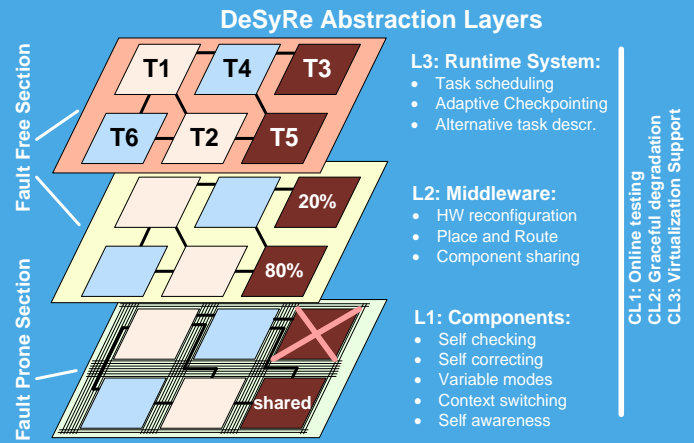 DeSyRe Abstraction Layers
Fault Free Section
Fault Prone Section
T1
T4
T3
T6
T2
T5
20%
80%
shared
L3: Runtime System:
• Task scheduling
• Adaptive Checkpointing
• Alternative task descr.
L2: Middleware:
• HW reconfiguration
• Place and Route
• Component sharing
L1: Components:
• Self checking
• Self correcting
• Variable modes
• Context switching
• Self awareness
CL1: Online testing
CL2: Graceful degradation
CL3: Virtualization Support